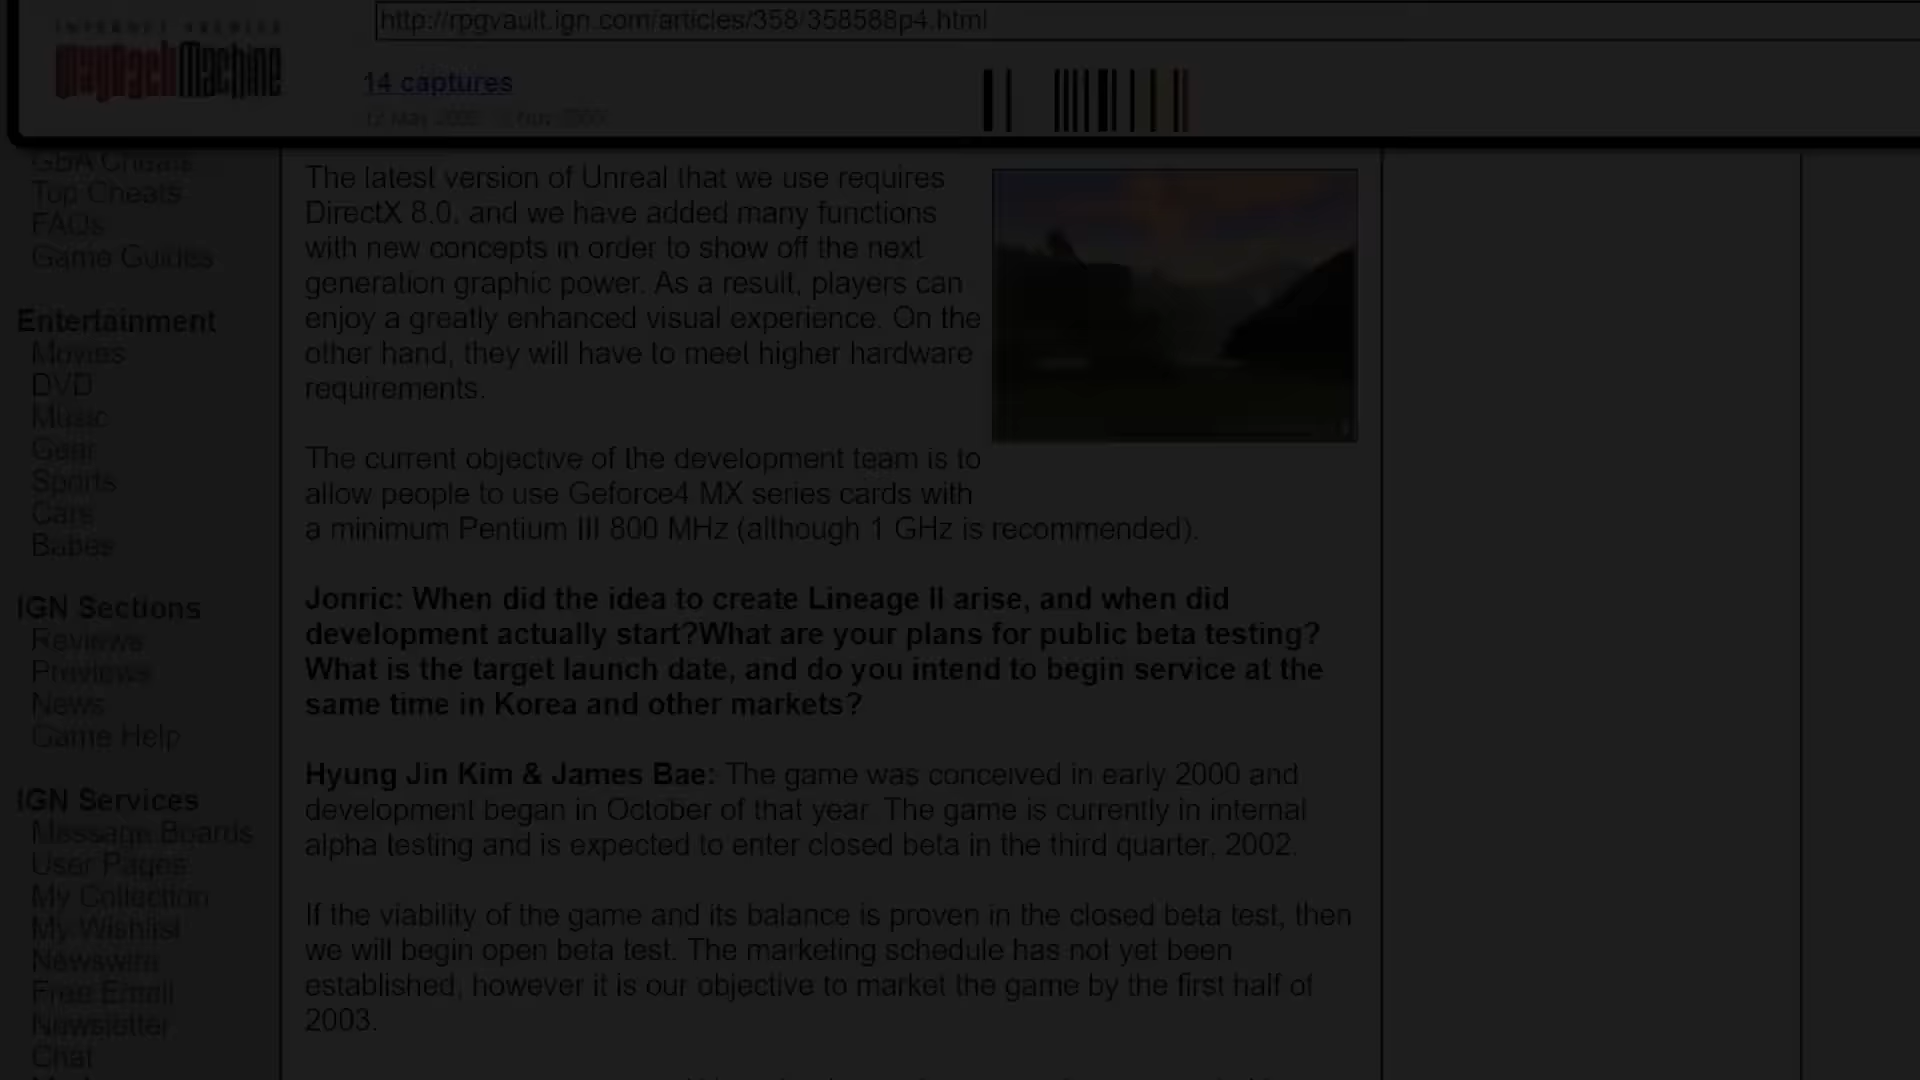 http://rpgvault.ign.com/articles/358/358588p4.html
INTERNET ARCHIVE
WaybackMachine
14 captures
GBA Cheats
Top Cheats
FAQs
Game Guides
Entertainment
Movies
DVD
Music
Gear
Sports
Cars
Babes
IGN Sections
Reviews
Previews
News
Game Help
IGN Services
Message Boards
User Pages
My Collection
My Wishlist
Newswire
Free Email
Newsletter
Chat
The latest version of Unreal that we use requires
DirectX 8.0, and we have added many functions
with new concepts in order to show off the next
generation graphic power. As a result, players can
enjoy a greatly enhanced visual experience. On the
other hand, they will have to meet higher hardware
requirements.
The current objective of the development team is to
allow people to use Geforce4 MX series cards with
a minimum Pentium III 800 MHz (although 1 GHz is recommended).
Jonric: When did the idea to create Lineage II arise, and when did
development actually start?What are your plans for public beta testing?
What is the target launch date, and do you intend to begin service at the
same time in Korea and other markets?
Hyung Jin Kim & James Bae: The game was conceived in early 2000 and
development began in October of that year. The game is currently in internal
alpha testing and is expected to enter closed beta in the third quarter, 2002.
If the viability of the game and its balance is proven in the closed beta test, then
we will begin open beta test. The marketing schedule has not yet been
established, however it is our objective to market the game by the first half of
2003.